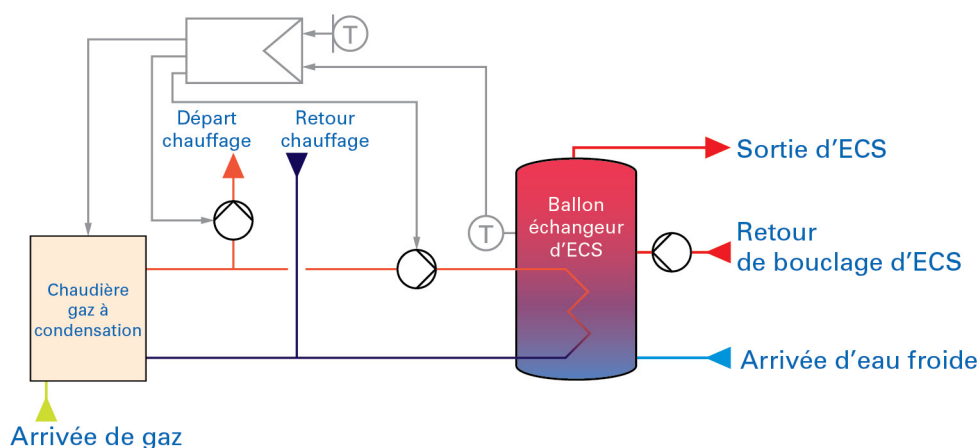 T
Départ
chauffage
Retour
chauffage
Sortie d'ECS
Ballon
échangeur
d'ECS
T
Retour
de bouclage d'ECS
Chaudière
gaz à
condensation
Arrivée d'eau froide
Arrivée de gaz